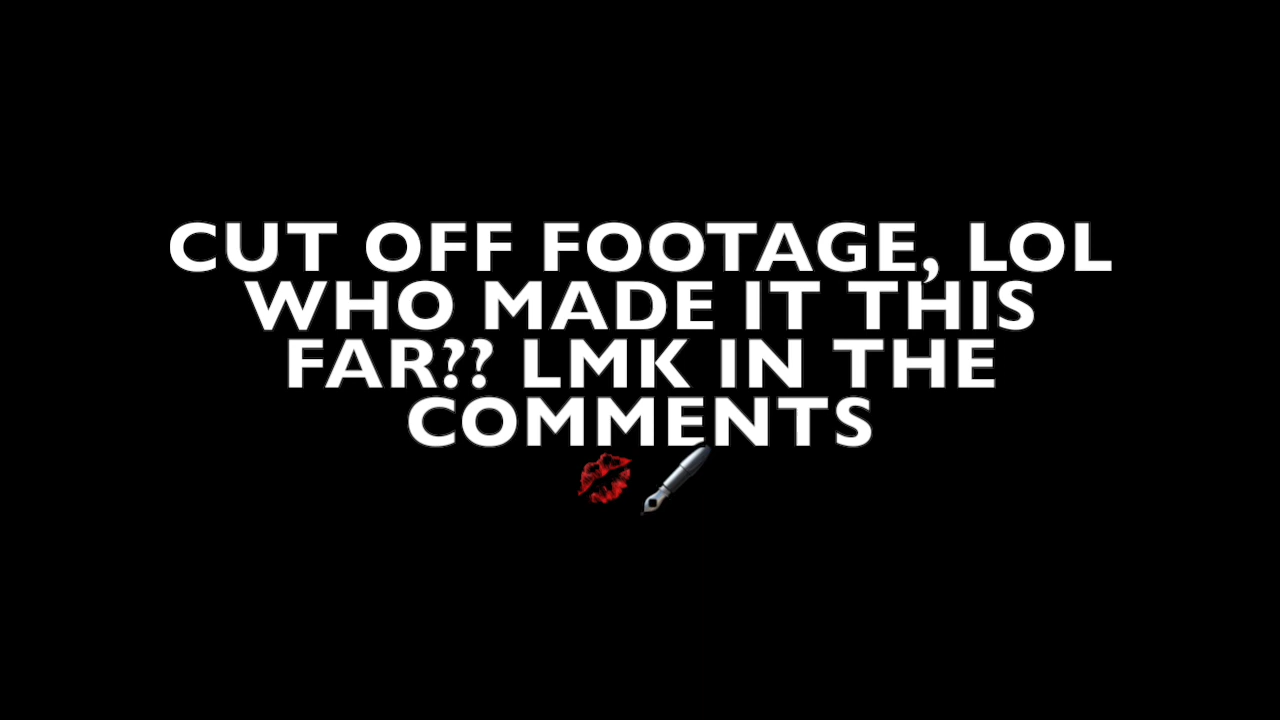 CUT OFF FOOTAGE, LOL
WHO MADE IT THIS
FAR?? LMK IN THE
COMMENTS
💋🖋️